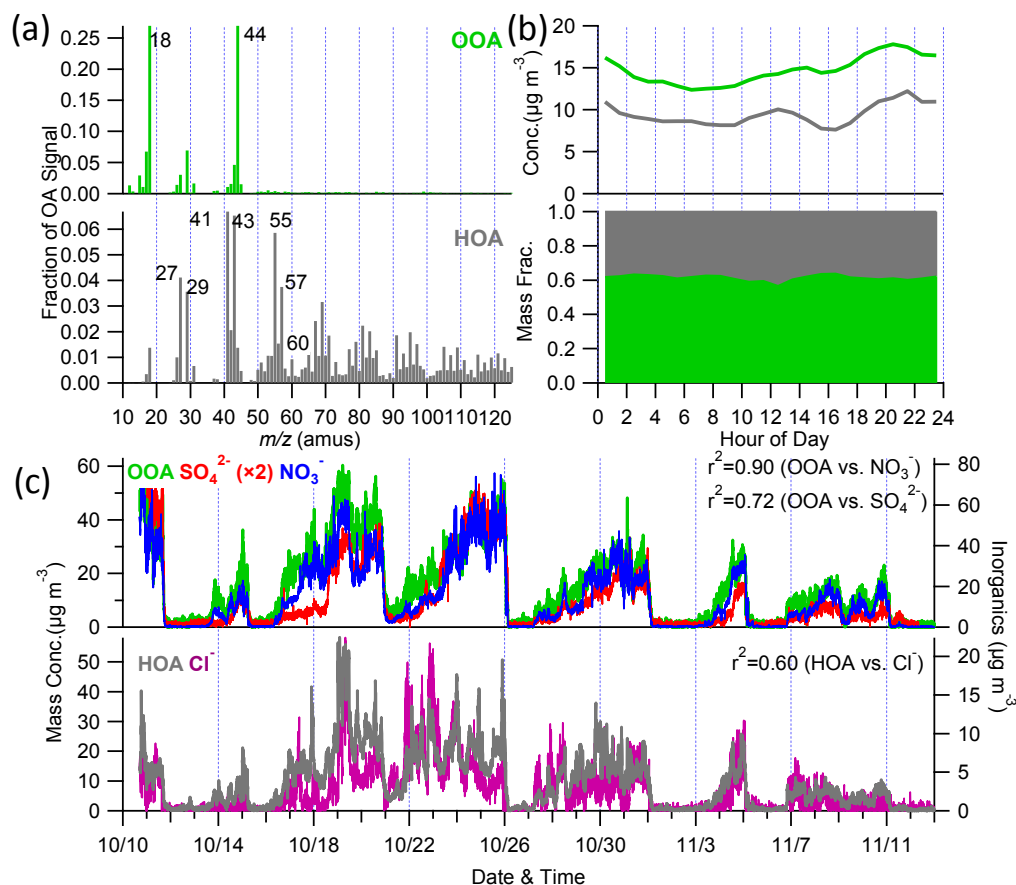 (a)
0.25
0.20
0.15
0.10
0.05
0.00
18
44
OOA
Fraction of OA Signal
0.06
0.05
0.04
0.03
0.02
0.01
0.00
27
29
41
43
55
57
60
HOA
10 20 30 40 50 60 70 80 90 100 110 120
m/z (amus)
(b)
Conc.(µg m⁻³)
20
15
10
5
0
Mass Frac.
1.0
0.8
0.6
0.4
0.2
0.0
0 2 4 6 8 10 12 14 16 18 20 22 24
Hour of Day
(c)
OOA SO₄²⁻ (×2) NO₃⁻
r²=0.90 (OOA vs. NO₃⁻)
r²=0.72 (OOA vs. SO₄²⁻)
60
40
20
0
80
60
40
20
0
Mass Conc.(µg m⁻³)
Inorganics (µg m⁻³)
HOA Cl⁻
r²=0.60 (HOA vs. Cl⁻)
50
40
30
20
10
0
20
15
10
5
0
10/10 10/14 10/18 10/22 10/26 10/30 11/3 11/7 11/11
Date & Time